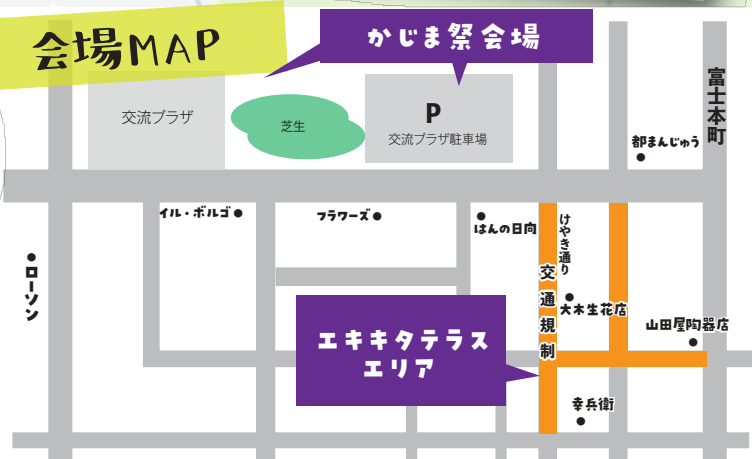 会場MAP
かじま祭会場
交流プラザ
芝生
P
交流プラザ駐車場
富士本町
都まんじゅう
イル・ボルゴ
フラワーズ
はんの日向
けやき通り
交通規制
ローソン
大木生花店
山田屋陶器店
エキキタテラス
エリア
幸兵衛